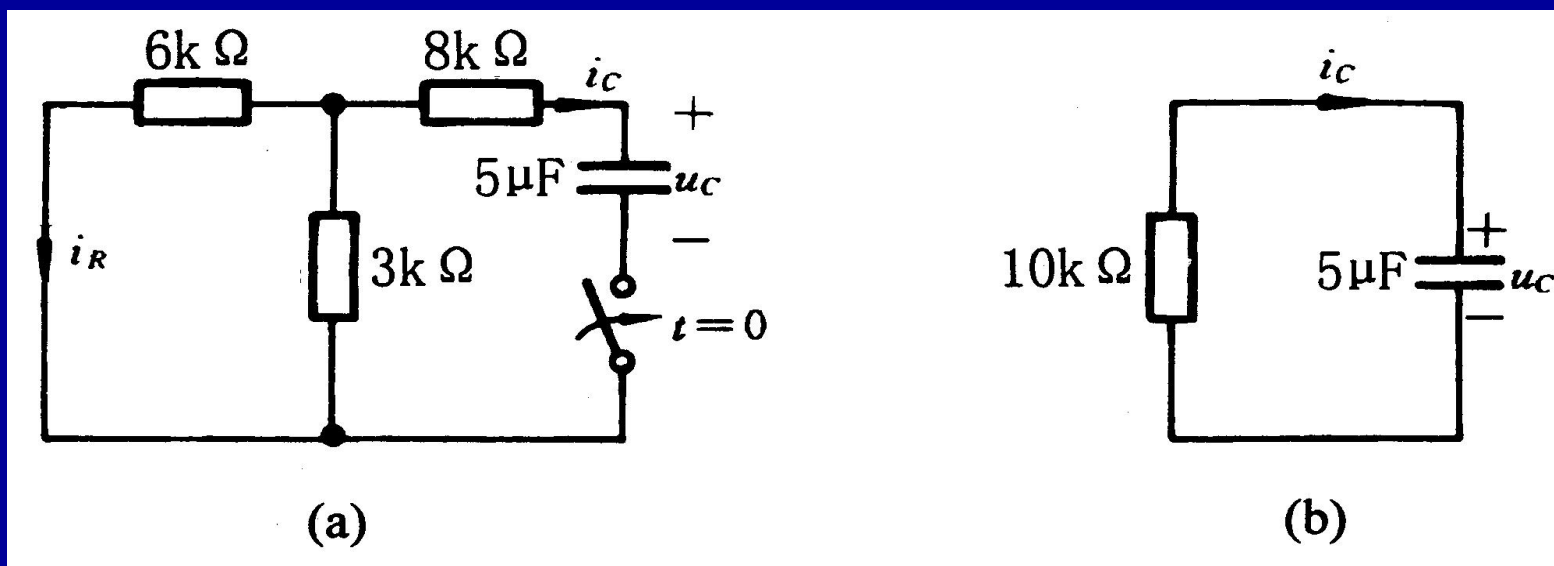 6k Ω
8k Ω
i_C
+
5μF
u_C
−
i_R
3k Ω
t=0
(a)
i_C
10k Ω
+
5μF
u_C
−
(b)